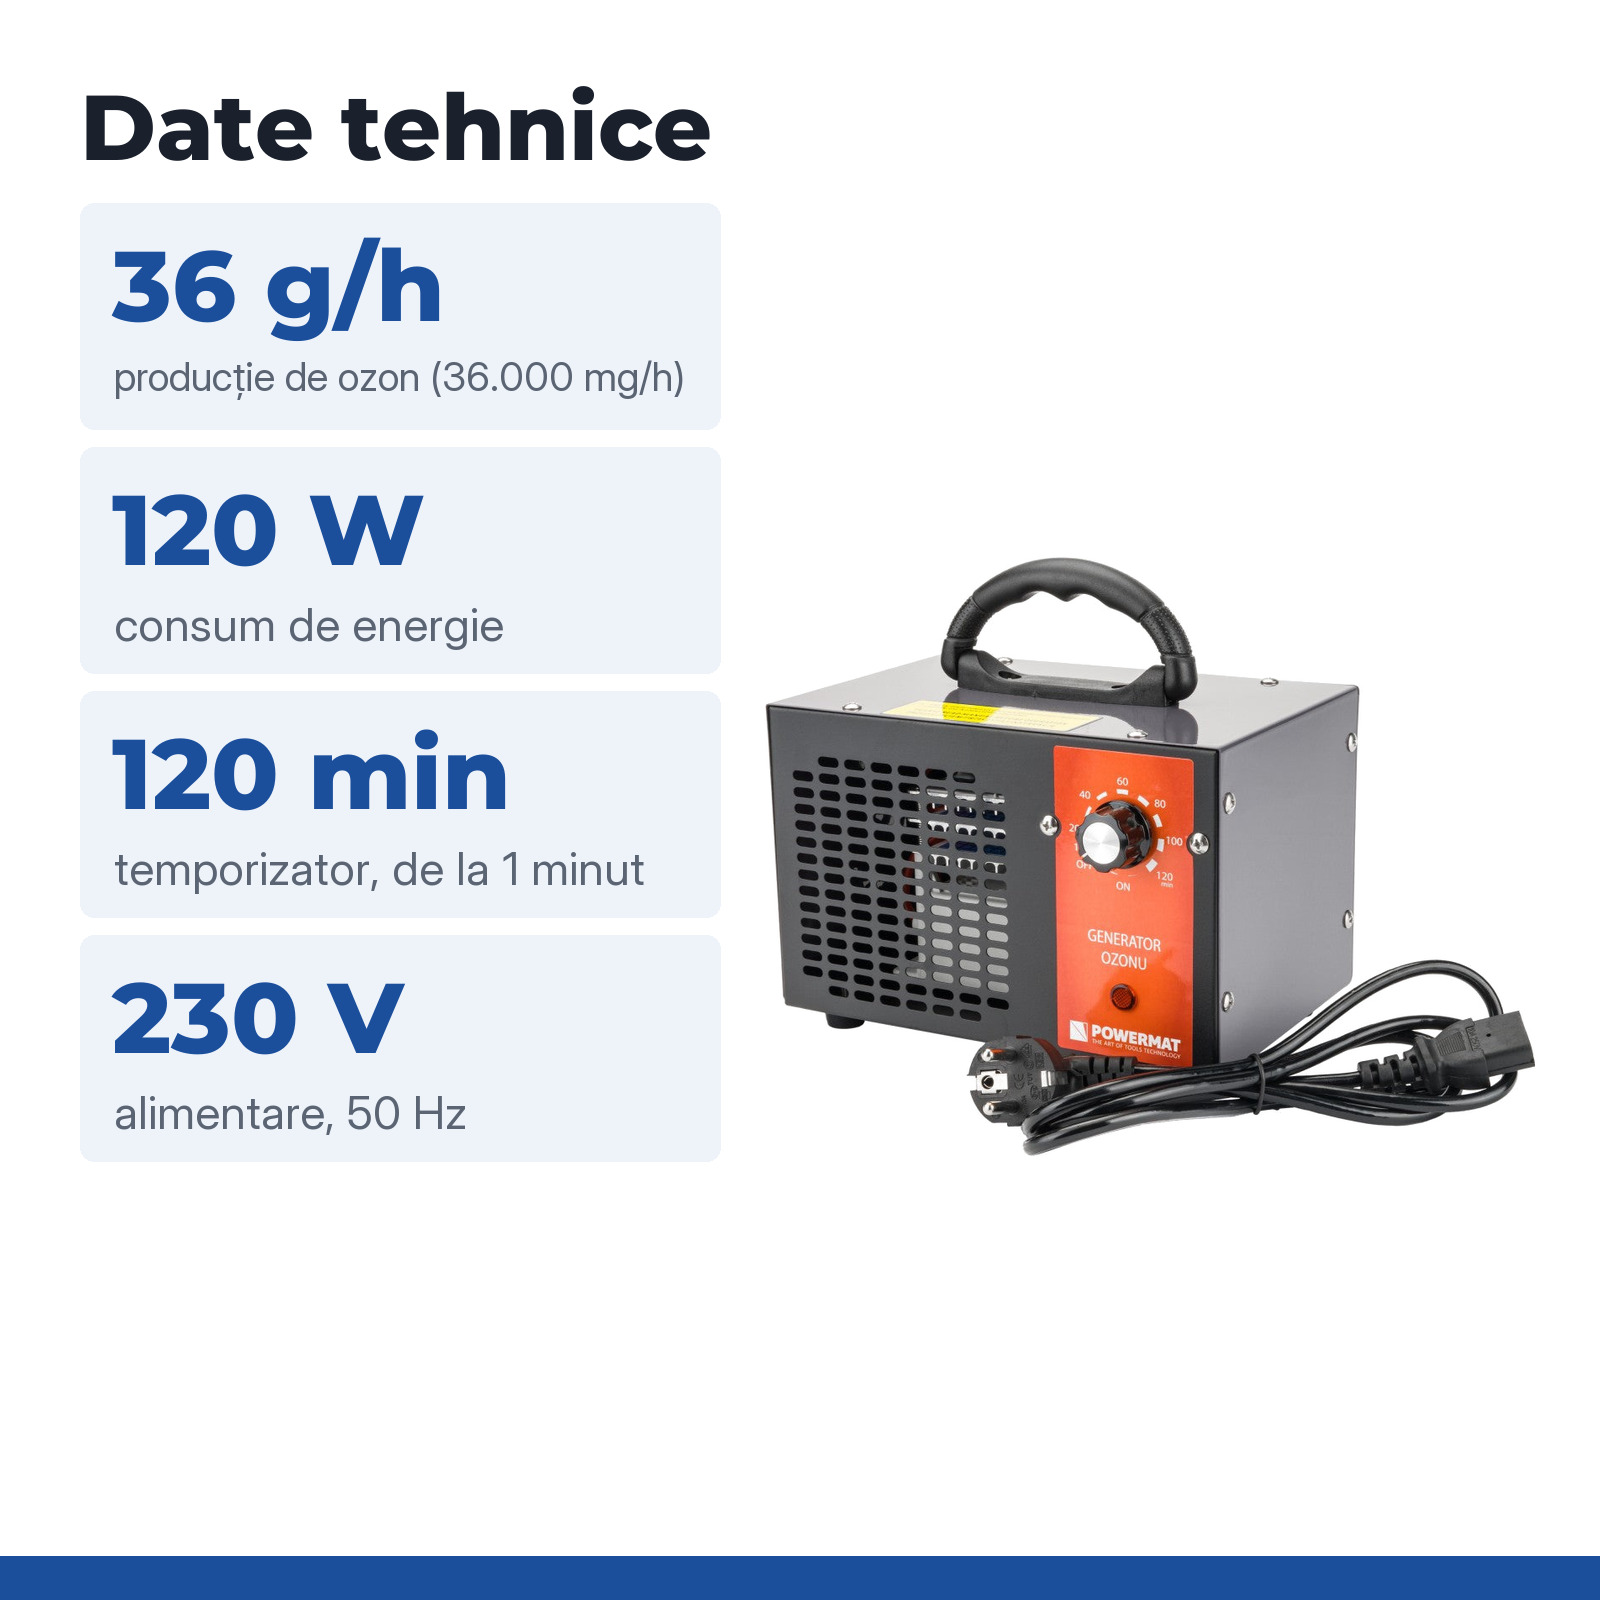 Date tehnice
36 g/h
producție de ozon (36.000 mg/h)
120 W
consum de energie
120 min
temporizator, de la 1 minut
230 V
alimentare, 50 Hz
60
40
80
100
120
min
ON
GENERATOR
OZONU
POWERMAT
THE ART OF TOOLS TECHNOLOGY